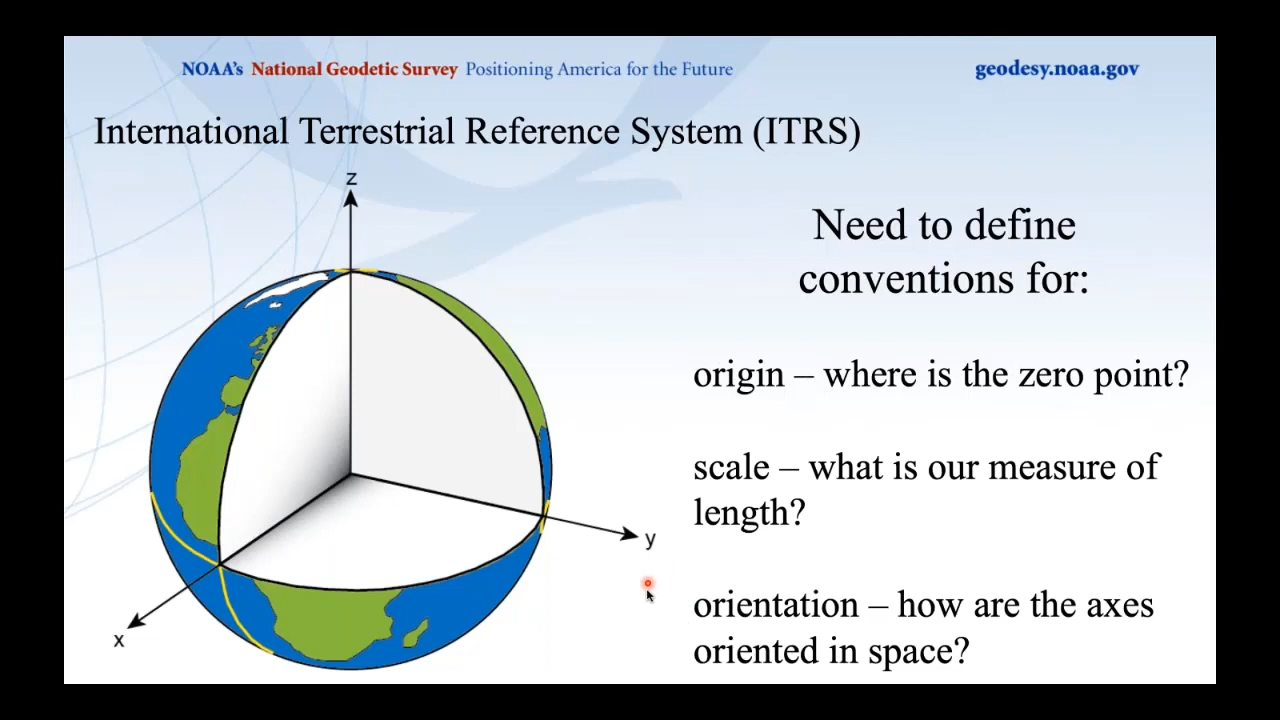 NOAA's National Geodetic Survey Positioning America for the Future
geodesy.noaa.gov
International Terrestrial Reference System (ITRS)
z
Need to define
conventions for:
origin – where is the zero point?
scale – what is our measure of
length?
y
orientation – how are the axes
oriented in space?
x